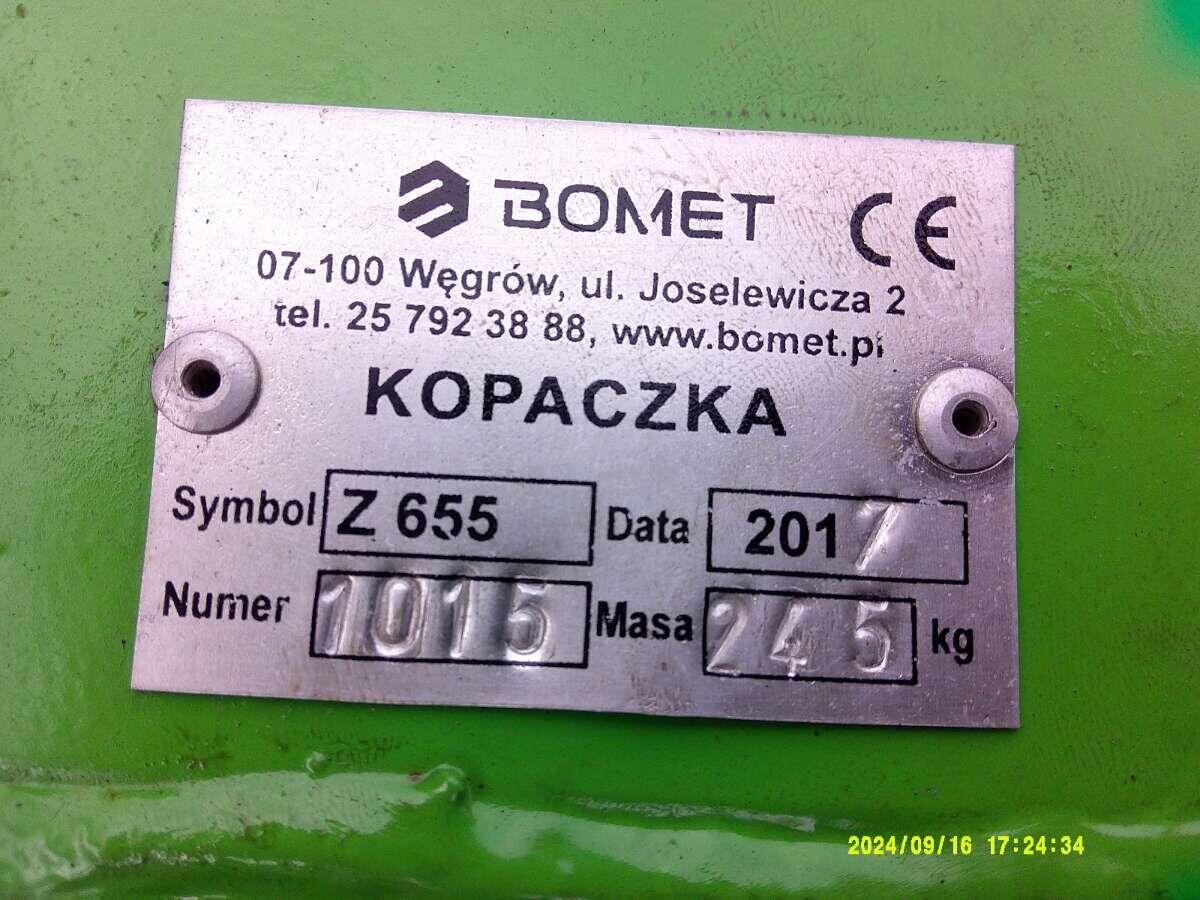 BOMET CE
07-100 Węgrów, ul. Joselewicza 2
tel. 25 792 38 88, www.bomet.pl
KOPACZKA
Symbol Z 655 Data 2017
Numer 1015 Masa 245 kg
2024/09/16 17:24:34